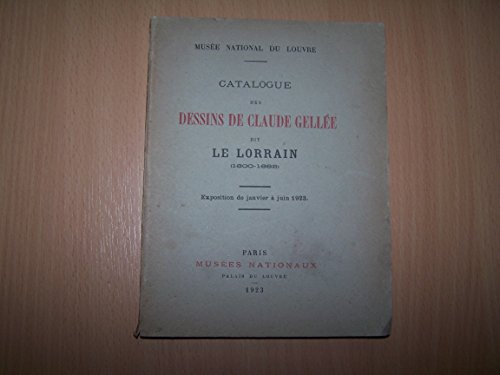 MUSÉE NATIONAL DU LOUVRE
CATALOGUE
DES
DESSINS DE CLAUDE GELLÉE
DIT
LE LORRAIN
(1600-1682)
Exposition de janvier à juin 1923.
PARIS
MUSÉES NATIONAUX
PALAIS DU LOUVRE
1923